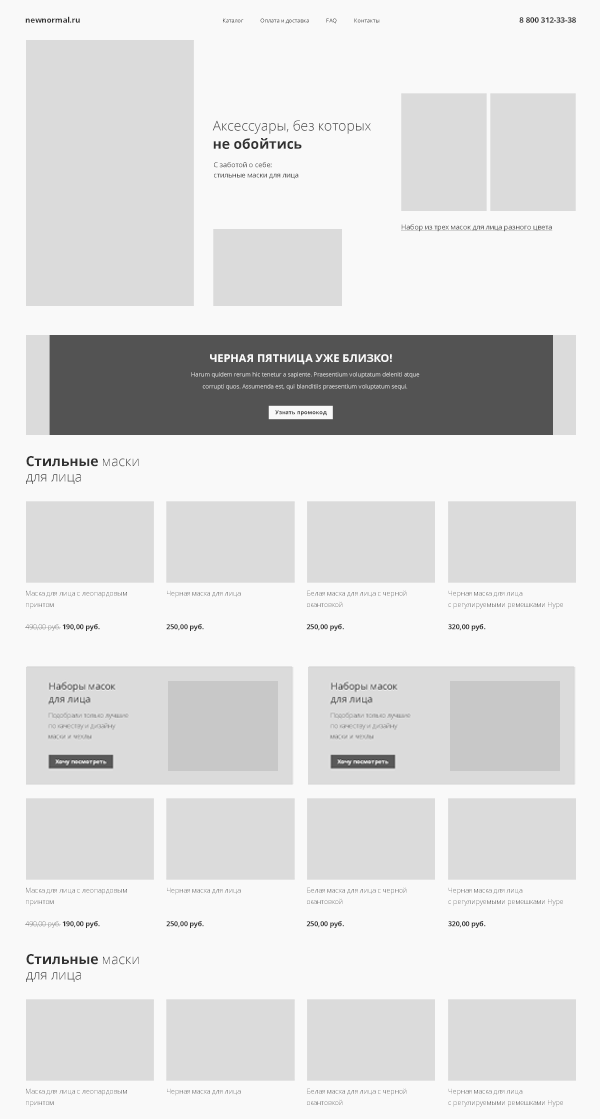 newnormal.ru
Каталог Оплата и доставка FAQ Контакты
8 800 312-33-38
Аксессуары, без которых
не обойтись
С заботой о себе:
стильные маски для лица
Набор из трех масок для лица разного цвета
ЧЕРНАЯ ПЯТНИЦА УЖЕ БЛИЗКО!
Harum quidem rerum hic tenetur a sapiente. Praesentium voluptatum deleniti atque
corrupti quos. Assumenda est, qui blanditiis praesentium voluptatum sequi.
Узнать промокод
Стильные маски
для лица
Маска для лица с леопардовым
принтом
490,00 руб. 190,00 руб.
Черная маска для лица
250,00 руб.
Белая маска для лица с черной
окантовкой
250,00 руб.
Черная маска для лица
с регулируемыми ремешками Hype
320,00 руб.
Наборы масок
для лица
Подобрали только лучшие
по качеству и дизайну
маски и чехлы
Хочу посмотреть
Наборы масок
для лица
Подобрали только лучшие
по качеству и дизайну
маски и чехлы
Хочу посмотреть
Маска для лица с леопардовым
принтом
490,00 руб. 190,00 руб.
Черная маска для лица
250,00 руб.
Белая маска для лица с черной
окантовкой
250,00 руб.
Черная маска для лица
с регулируемыми ремешками Hype
320,00 руб.
Стильные маски
для лица
Маска для лица с леопардовым
принтом
Черная маска для лица
Белая маска для лица с черной
окантовкой
Черная маска для лица
с регулируемыми ремешками Hype